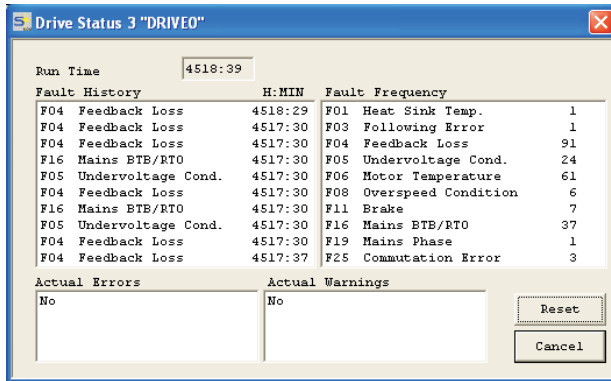 S Drive Status 3 "DRIVE0"
Run Time 4518:39
Fault History H:MIN
F04 Feedback Loss 4518:29
F04 Feedback Loss 4517:30
F04 Feedback Loss 4517:30
F16 Mains BTB/RTO 4517:30
F05 Undervoltage Cond. 4517:30
F04 Feedback Loss 4517:30
F16 Mains BTB/RTO 4517:30
F05 Undervoltage Cond. 4517:30
F04 Feedback Loss 4517:30
F04 Feedback Loss 4517:37
Fault Frequency
F01 Heat Sink Temp. 1
F03 Following Error 1
F04 Feedback Loss 91
F05 Undervoltage Cond. 24
F06 Motor Temperature 61
F08 Overspeed Condition 6
F11 Brake 7
F16 Mains BTB/RTO 37
F19 Mains Phase 1
F25 Commutation Error 3
Actual Errors
No
Actual Warnings
No
Reset
Cancel